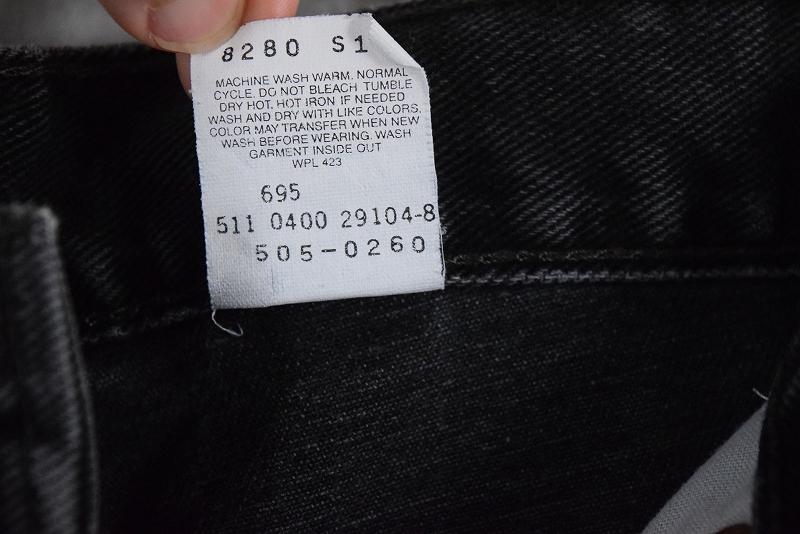 8280 S1
MACHINE WASH WARM. NORMAL
CYCLE. DO NOT BLEACH TUMBLE
DRY HOT. HOT IRON IF NEEDED
WASH AND DRY WITH LIKE COLORS.
COLOR MAY TRANSFER WHEN NEW
WASH BEFORE WEARING. WASH
GARMENT INSIDE OUT
WPL 423
695
511 0400 29104-8
505-0260